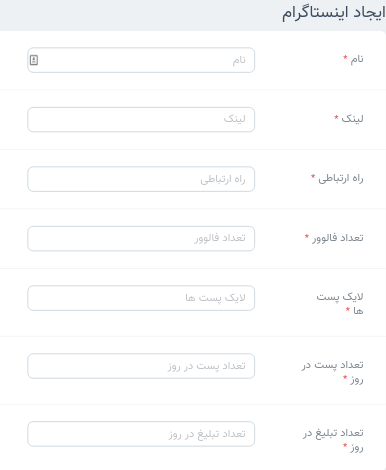 ایجاد اینستاگرام
نام *
نام
لینک *
لینک
راه ارتباطی *
راه ارتباطی
تعداد فالوور *
تعداد فالوور
لایک پست
ها *
لایک پست ها
تعداد پست در
روز *
تعداد پست در روز
تعداد تبلیغ در
روز *
تعداد تبلیغ در روز